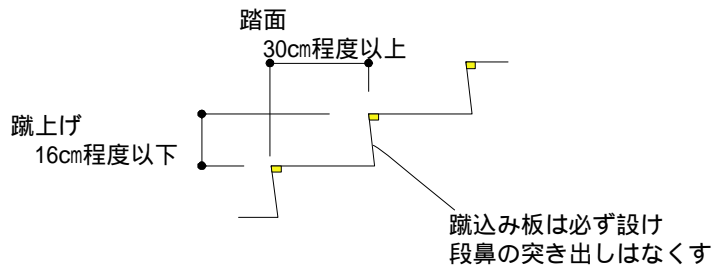 踏面
30㎝程度以上
蹴上げ
16㎝程度以下
蹴込み板は必ず設け
段鼻の突き出しはなくす